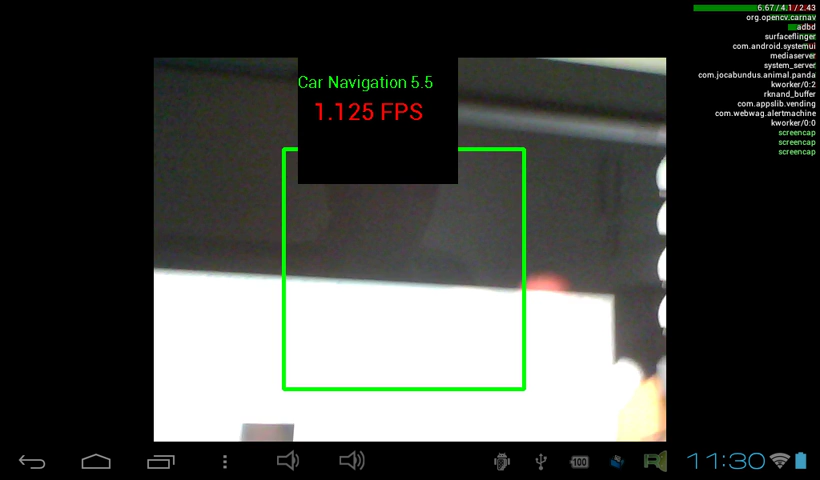 6.67 / 4.1 / 2.43
org.opencv.carnav
adbd
surfaceflinger
com.android.systemui
mediaserver
system_server
com.jocabundus.animal.panda
kworker/0:2
rknand_buffer
com.appslib.vending
com.webwag.alertmachine
kworker/0:0
screencap
screencap
screencap
Car Navigation 5.5
1.125 FPS
100
R
11:30